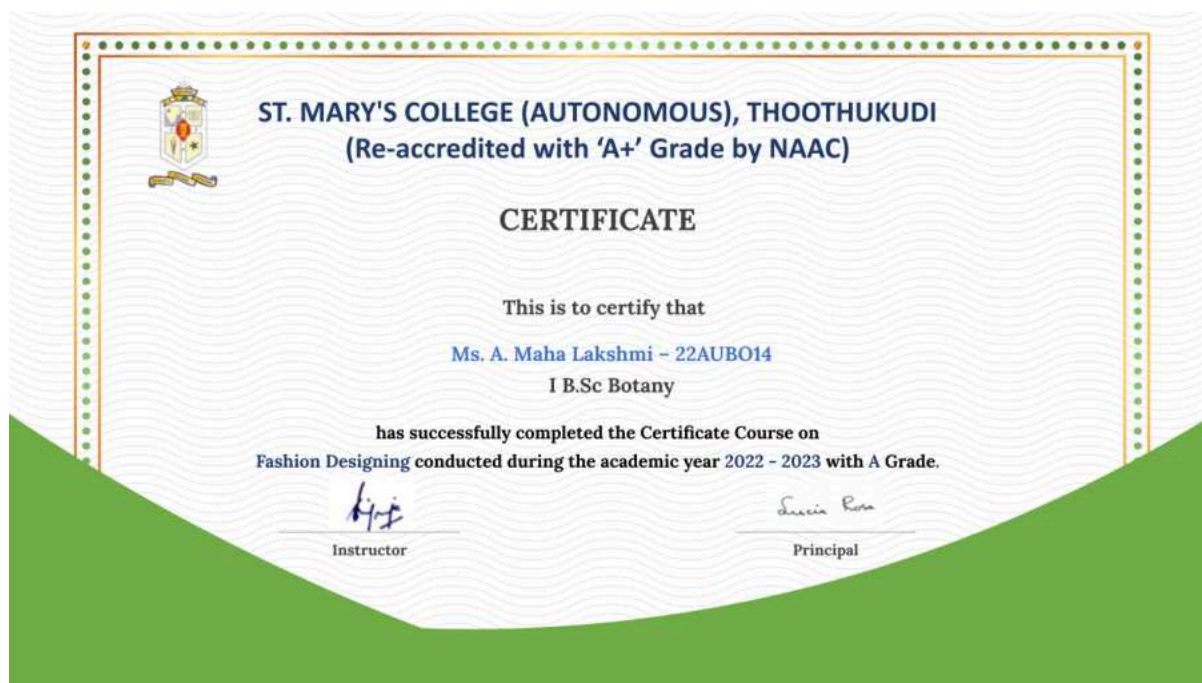 ST. MARY'S COLLEGE (AUTONOMOUS), THOOTHUKUDI
(Re-accredited with ‘A+’ Grade by NAAC)
CERTIFICATE
This is to certify that
Ms. A. Maha Lakshmi – 22AUBO14
I B.Sc Botany
has successfully completed the Certificate Course on
Fashion Designing conducted during the academic year 2022 - 2023 with A Grade.
Lucia Rose
Instructor
Principal